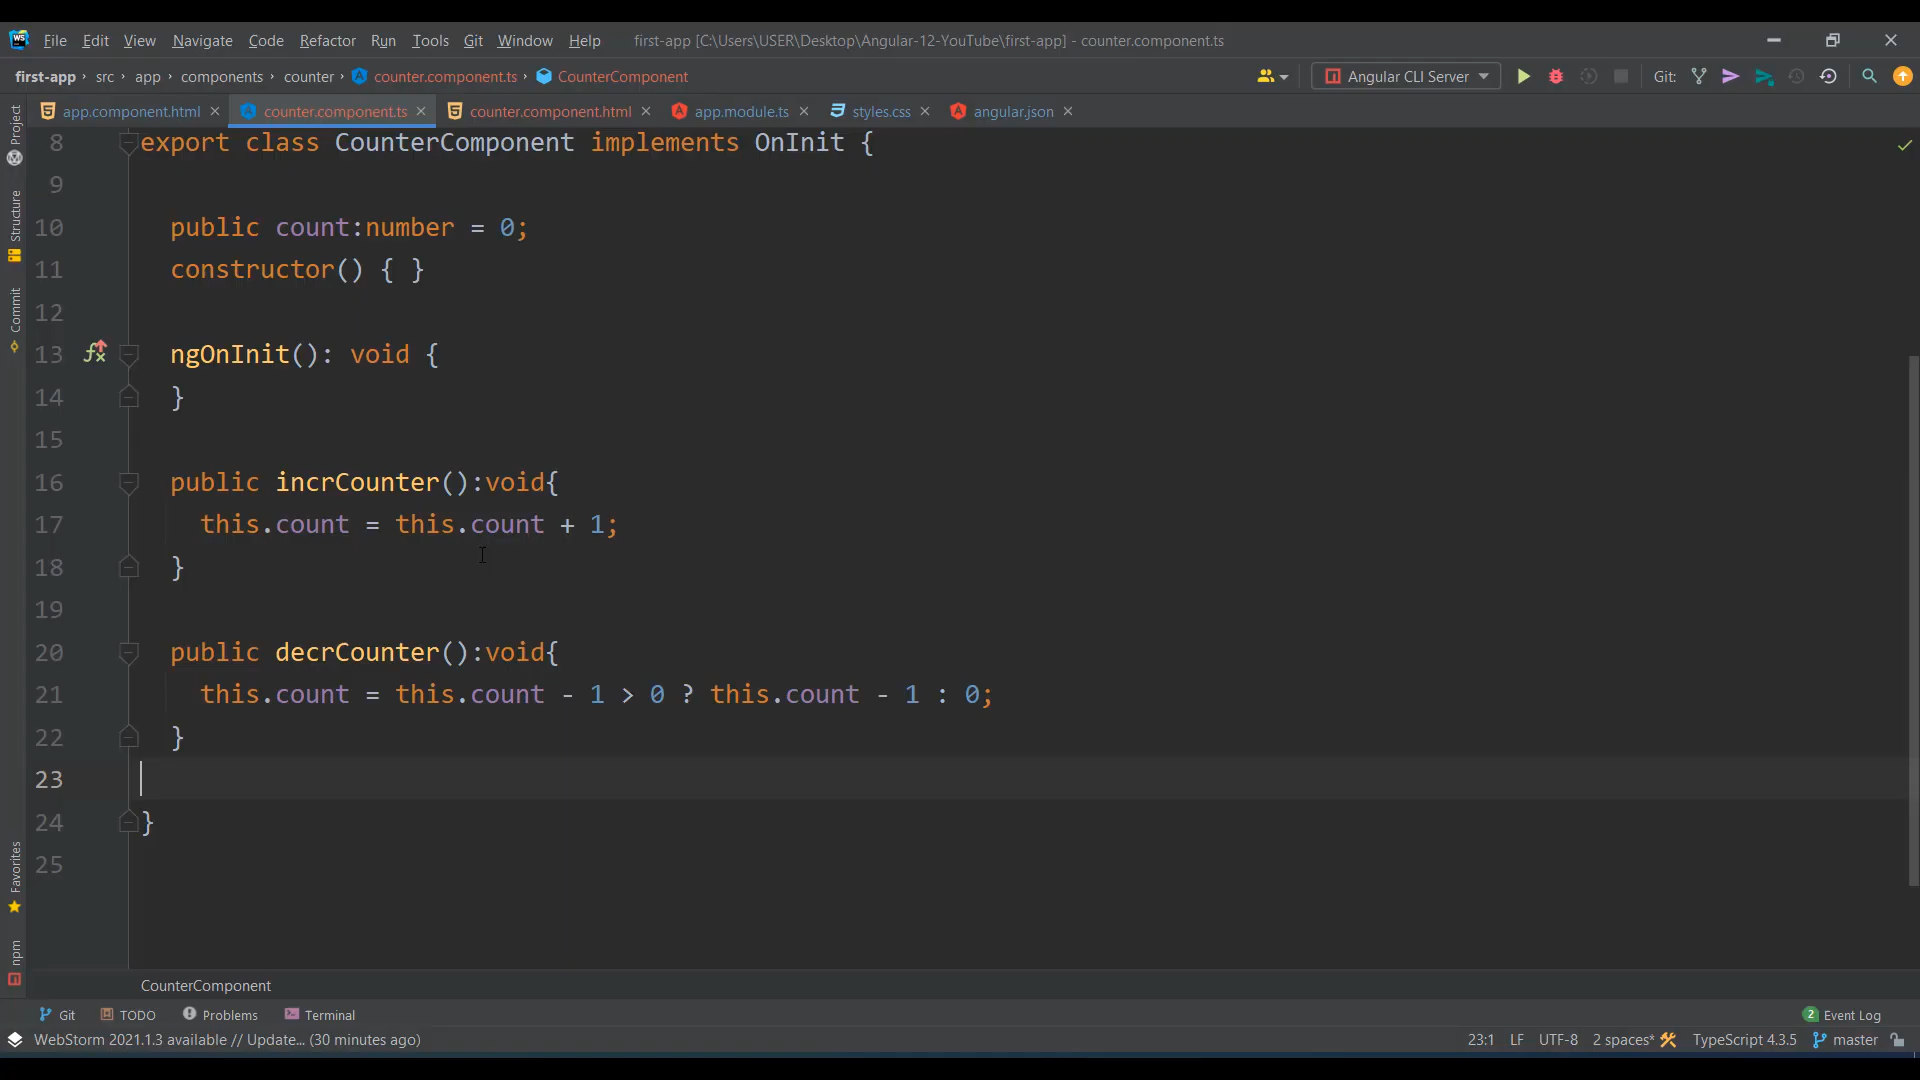 File Edit View Navigate Code Refactor Run Tools Git Window Help first-app [C:\Users\USER\Desktop\Angular-12-YouTube\first-app] - counter.component.ts
first-app › src › app › components › counter › counter.component.ts › CounterComponent Angular CLI Server Git:
app.component.html counter.component.ts counter.component.html app.module.ts styles.css angular.json
Project
Structure
Commit
Favorites
npm
8 export class CounterComponent implements OnInit {
9
10 public count:number = 0;
11 constructor() { }
12
13 ngOnInit(): void {
14 }
15
16 public incrCounter():void{
17 this.count = this.count + 1;
18 }
19
20 public decrCounter():void{
21 this.count = this.count - 1 > 0 ? this.count - 1 : 0;
22 }
23
24 }
25
CounterComponent
Git TODO Problems Terminal 2 Event Log
WebStorm 2021.1.3 available // Update... (30 minutes ago) 23:1 LF UTF-8 2 spaces* TypeScript 4.3.5 master